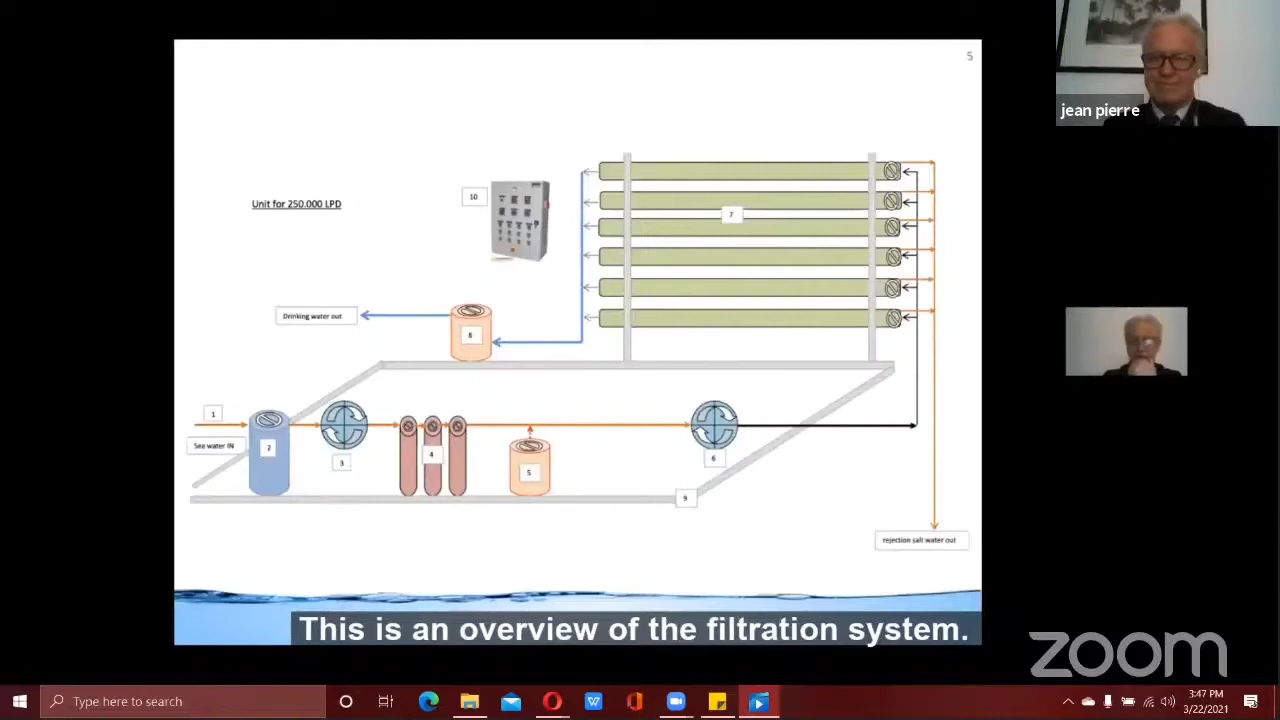 5
jean pierre
Unit for 250.000 LPD
10
7
Drinking water out
8
1
Sea water IN
2
3
4
5
6
9
rejection salt water out
This is an overview of the filtration system.
zoom
Type here to search
3:47 PM
3/22/2021